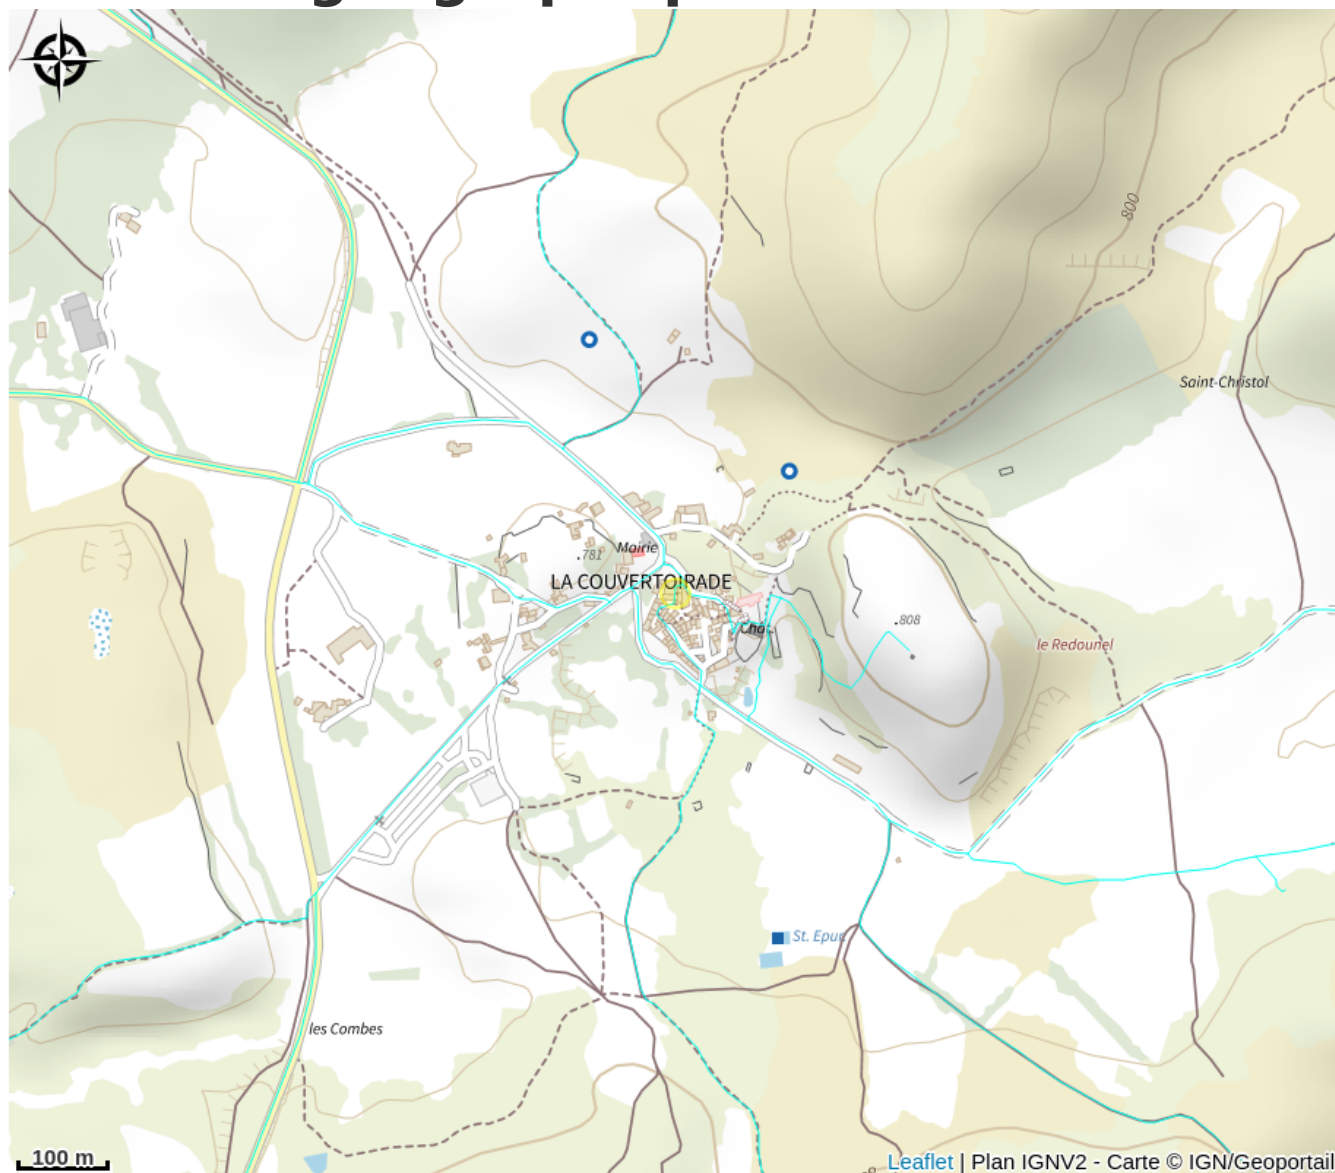 800
Saint-Christol
781
Mairie
LA COUVERTOIRADE
Chât.
808
le Redounel
St. Epur
les Combes
100 m
Leaflet | Plan IGNV2 - Carte © IGN/Geoportail